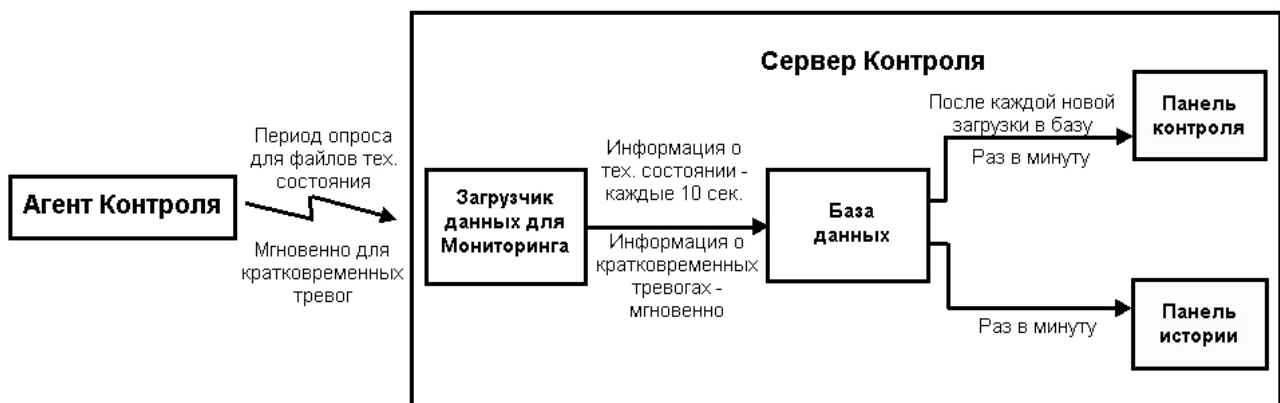 Сервер Контроля
Агент Контроля
Период опроса
для файлов тех.
состояния
Мгновенно для
кратковременных
тревог
Загрузчик
данных для
Мониторинга
Информация о
тех. состоянии -
каждые 10 сек.
Информация о
кратковременных
тревогах -
мгновенно
База
данных
После каждой новой
загрузки в базу
Раз в минуту
Панель
контроля
Раз в минуту
Панель
истории